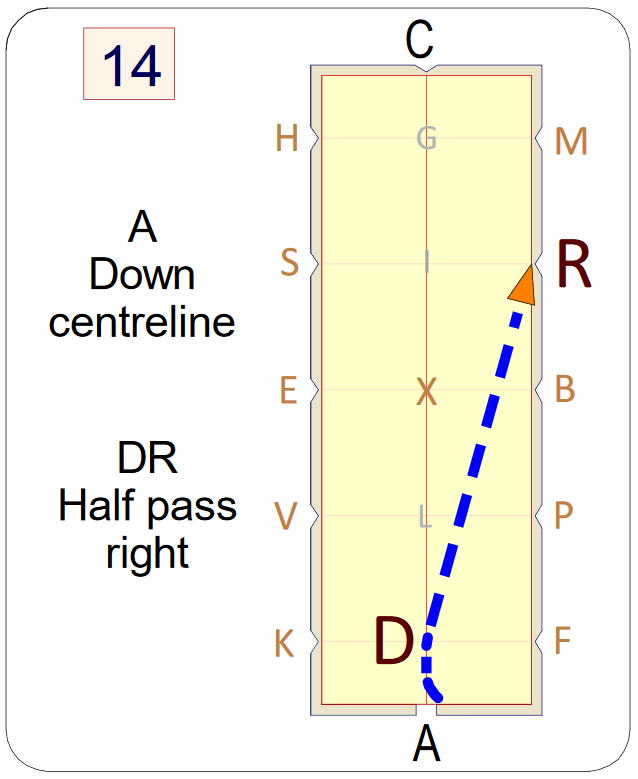 14
C
H G M
A
Down
centreline
S I R
E X B
DR
Half pass
right
V L P
K D F
A